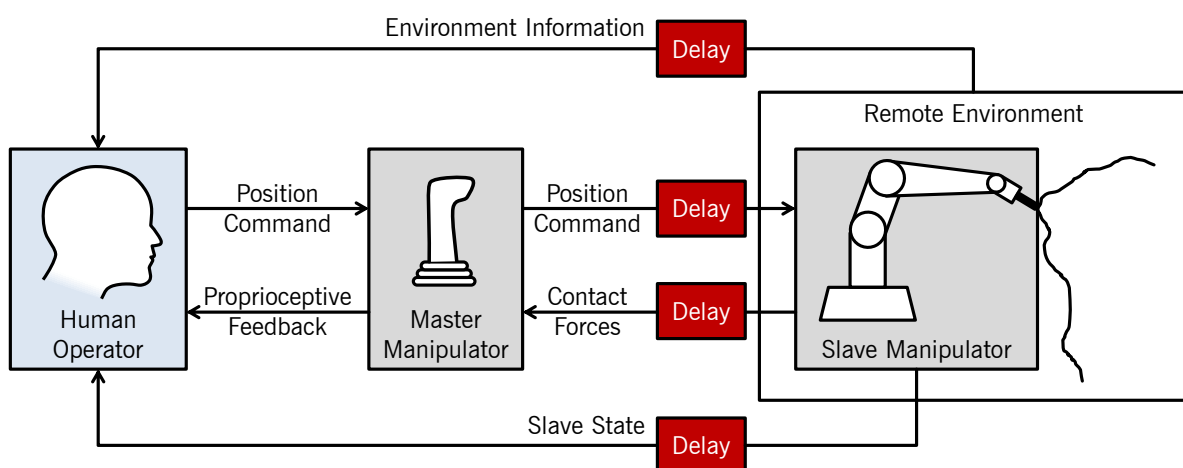 Environment Information
Delay
Remote Environment
Position
Command
Position
Command
Delay
Proprioceptive
Feedback
Contact
Forces
Delay
Human
Operator
Master
Manipulator
Slave Manipulator
Slave State
Delay